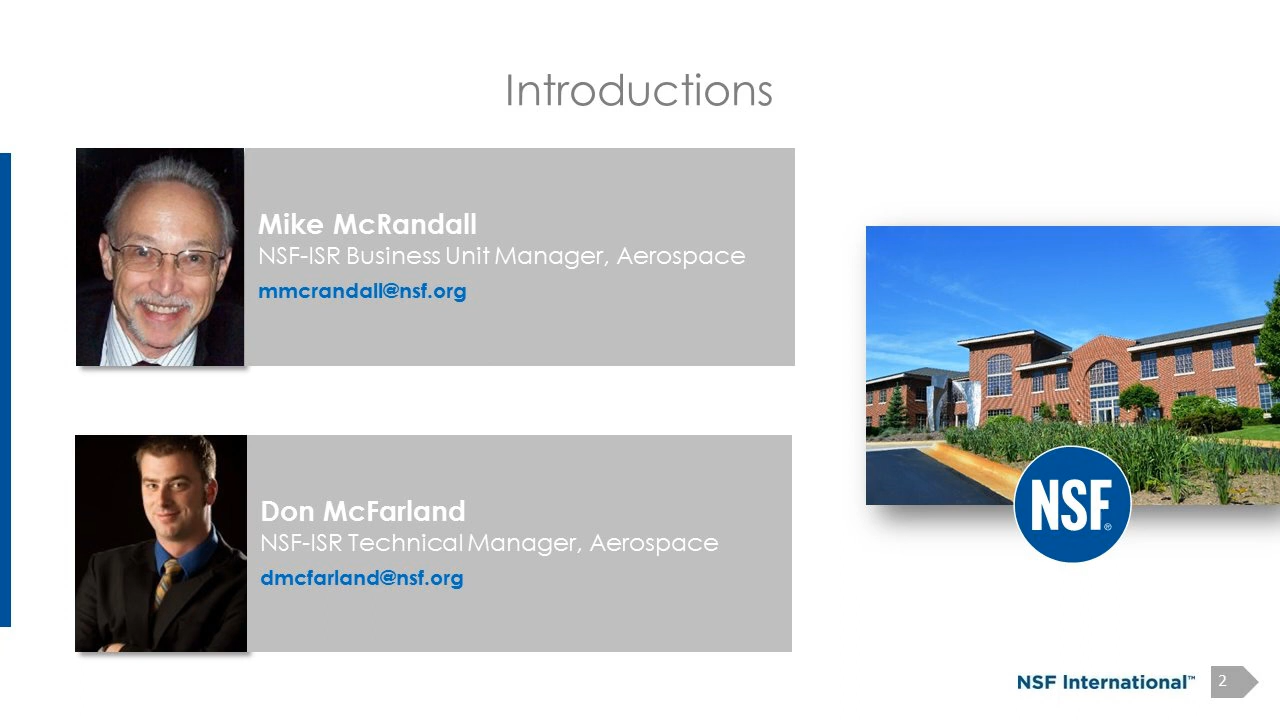 Introductions
Mike McRandall
NSF-ISR Business Unit Manager, Aerospace
mmcrandall@nsf.org
Don McFarland
NSF-ISR Technical Manager, Aerospace
dmcfarland@nsf.org
NSF®
NSF International™
2